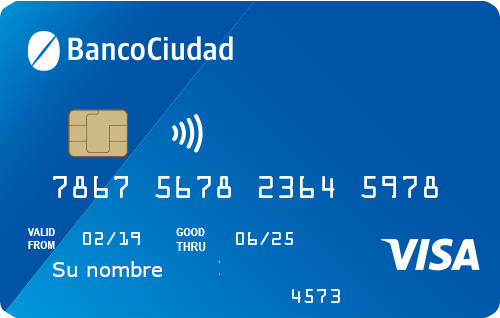 BancoCiudad
7867 5678 2364 5978
VALID FROM 02/19 GOOD THRU 06/25
Su nombre
VISA
4573